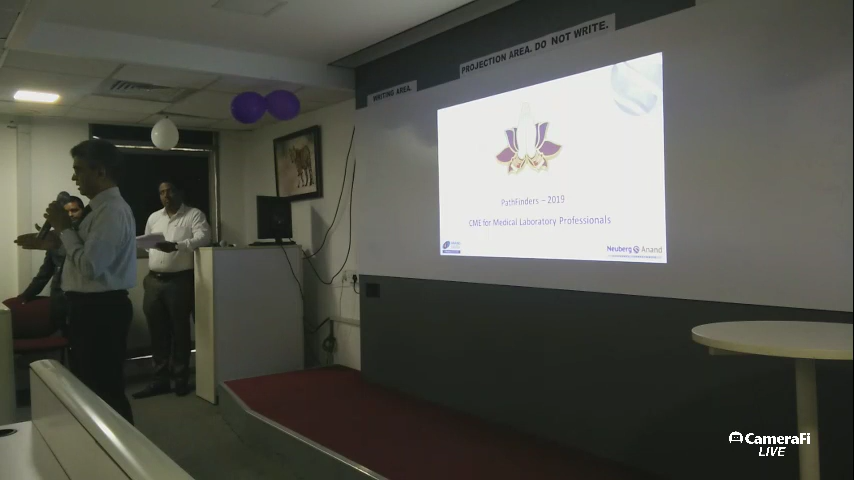 PROJECTION AREA. DO NOT WRITE.
WRITING AREA.
PathFinders – 2019
CME for Medical Laboratory Professionals
Neuberg Anand
CameraFi
LIVE